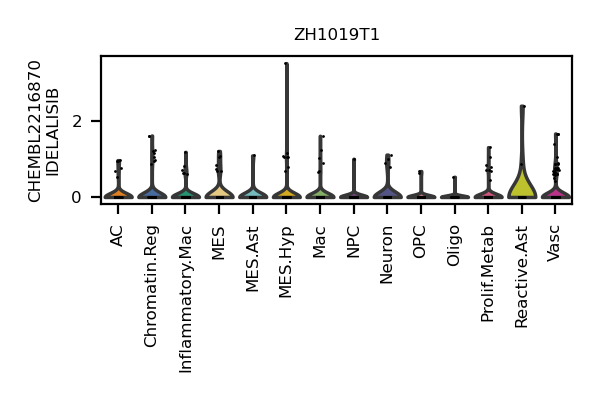 ZH1019T1
CHEMBL2216870
IDELALISIB
2
0
AC
Chromatin.Reg
Inflammatory.Mac
MES
MES.Ast
MES.Hyp
Mac
NPC
Neuron
OPC
Oligo
Prolif.Metab
Reactive.Ast
Vasc